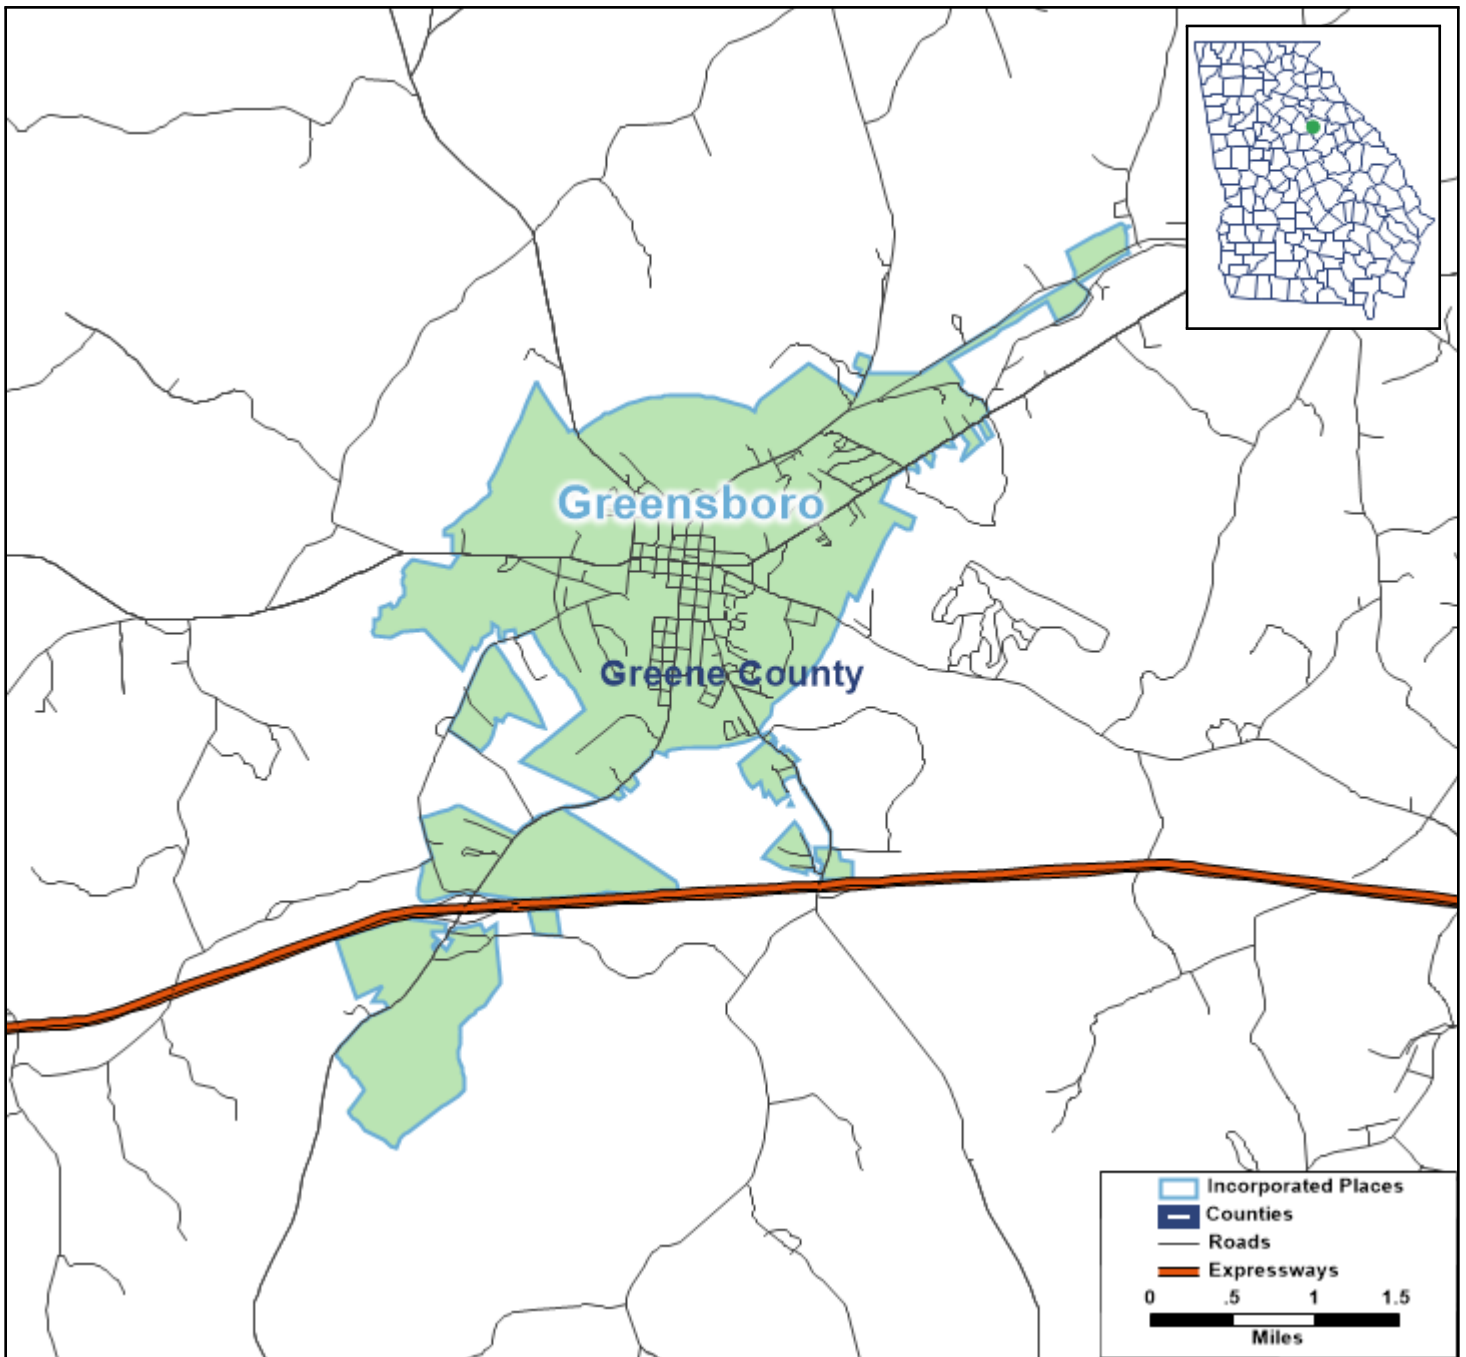 Greensboro
Greene County
Incorporated Places
Counties
Roads
Expressways
0 .5 1 1.5
Miles